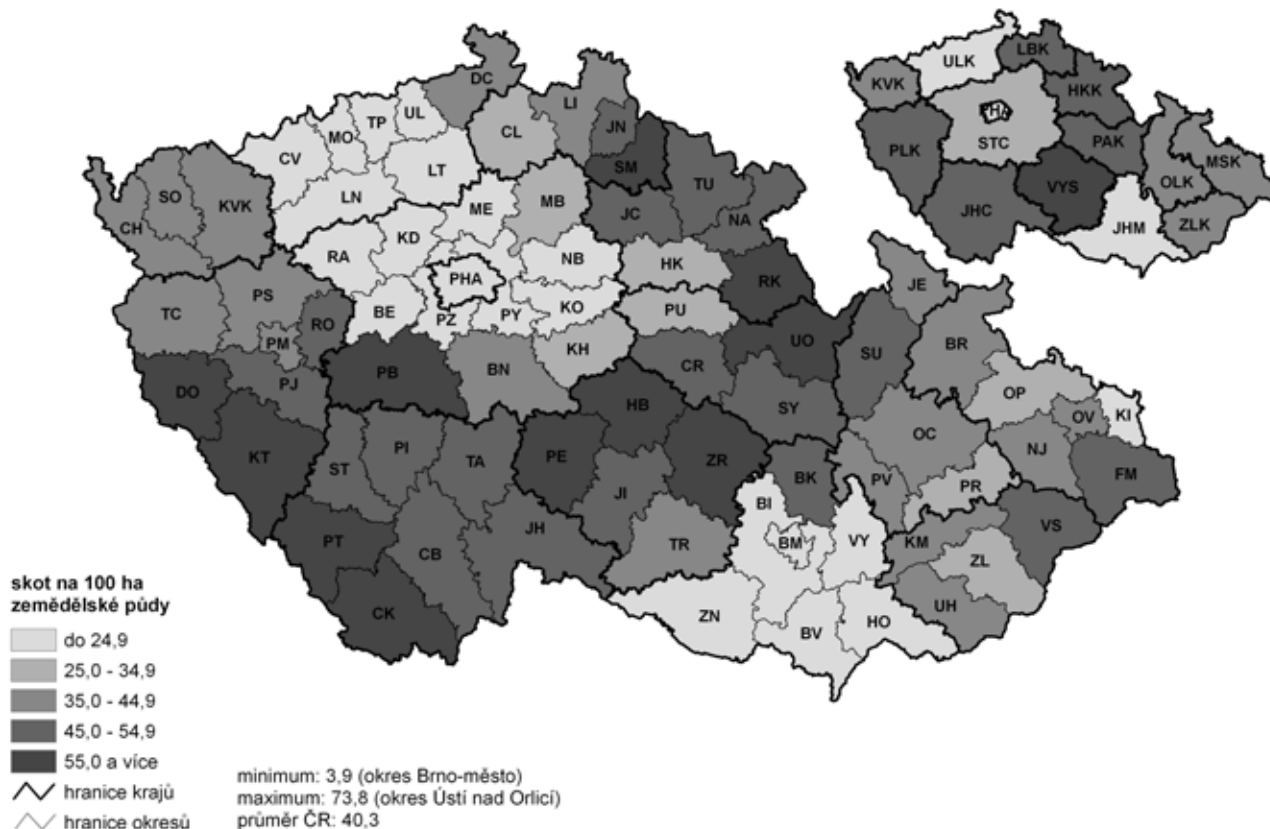 DC
LI
UL
TP
MO
CL
JN
CV
SM
LT
TU
LN
SO
KVK
ME
MB
JC
NA
CH
KD
RA
NB
HK
PHA
RK
TC
PS
RO
BE
PZ
PY
KO
PU
PM
KH
CR
UO
SU
JE
BR
DO
PJ
PB
BN
SY
OP
HB
OV
KI
OC
KT
ST
PI
TA
PE
ZR
BK
NJ
FM
JI
PV
PR
BI
PT
CB
JH
TR
BM
VY
KM
VS
ZL
CK
ZN
BV
HO
UH
ULK
LBK
KVK
HKK
PHA
STC
PLK
PAK
VYS
OLK
MSK
JHC
JHM
ZLK
skot na 100 ha
zemědělské půdy
do 24,9
25,0 - 34,9
35,0 - 44,9
45,0 - 54,9
55,0 a více
hranice krajů
hranice okresů
minimum: 3,9 (okres Brno-město)
maximum: 73,8 (okres Ústí nad Orlicí)
průměr ČR: 40,3